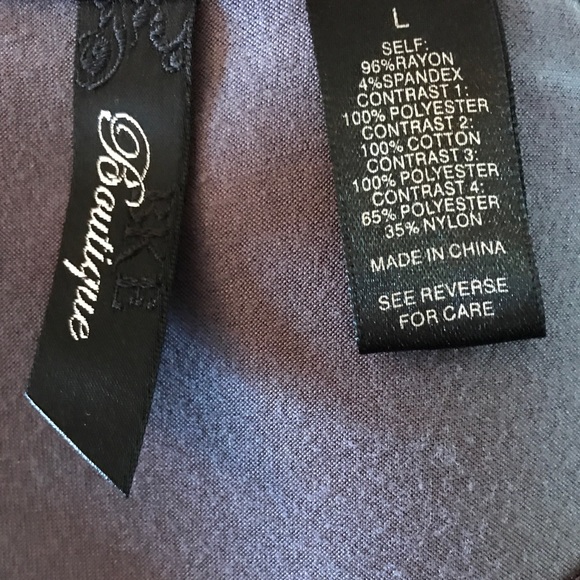 Boutique
L
SELF:
96%RAYON
4%SPANDEX
CONTRAST 1:
100% POLYESTER
CONTRAST 2:
100% COTTON
CONTRAST 3:
100% POLYESTER
CONTRAST 4:
65% POLYESTER
35% NYLON
MADE IN CHINA
SEE REVERSE
FOR CARE